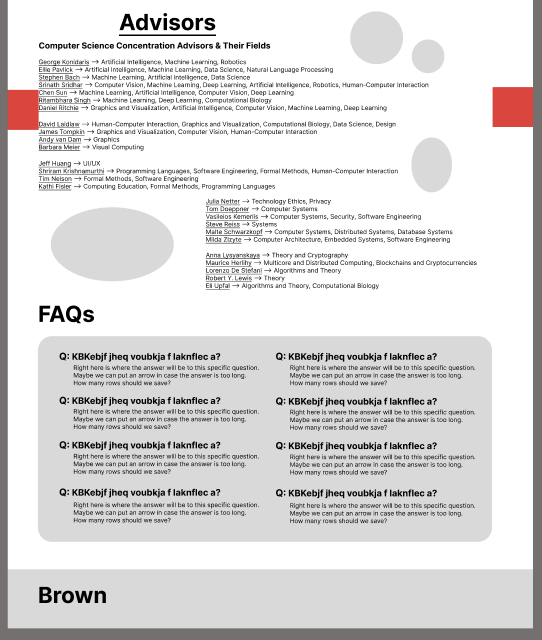 Advisors
Computer Science Concentration Advisors & Their Fields
George Konidaris → Artificial Intelligence, Machine Learning, Robotics
Ellie Pavlick → Artificial Intelligence, Machine Learning, Data Science, Natural Language Processing
Stephen Bach → Machine Learning, Artificial Intelligence, Data Science
Srinath Sridhar → Computer Vision, Machine Learning, Deep Learning, Artificial Intelligence, Robotics, Human-Computer Interaction
Chen Sun → Machine Learning, Artificial Intelligence, Computer Vision, Deep Learning
Ritambhara Singh → Machine Learning, Deep Learning, Computational Biology
Daniel Ritchie → Graphics and Visualization, Artificial Intelligence, Computer Vision, Machine Learning, Deep Learning
David Laidlaw → Human-Computer Interaction, Graphics and Visualization, Computational Biology, Data Science, Design
James Tompkin → Graphics and Visualization, Computer Vision, Human-Computer Interaction
Andy van Dam → Graphics
Barbara Meier → Visual Computing
Jeff Huang → UI/UX
Shriram Krishnamurthi → Programming Languages, Software Engineering, Formal Methods, Human-Computer Interaction
Tim Nelson → Formal Methods, Software Engineering
Kathi Fisler → Computing Education, Formal Methods, Programming Languages
Julia Netter → Technology Ethics, Privacy
Tom Doeppner → Computer Systems
Vasileios Kemerlis → Computer Systems, Security, Software Engineering
Steve Reiss → Systems
Malte Schwarzkopf → Computer Systems, Distributed Systems, Database Systems
Milda Zizyte → Computer Architecture, Embedded Systems, Software Engineering
Anna Lysyanskaya → Theory and Cryptography
Maurice Herlihy → Multicore and Distributed Computing, Blockchains and Cryptocurrencies
Lorenzo De Stefani → Algorithms and Theory
Robert Y. Lewis → Theory
Eli Upfal → Algorithms and Theory, Computational Biology
FAQs
Q: KBKebjf jheq voubkja f laknflec a?
Right here is where the answer will be to this specific question.
Maybe we can put an arrow in case the answer is too long.
How many rows should we save?
Q: KBKebjf jheq voubkja f laknflec a?
Right here is where the answer will be to this specific question.
Maybe we can put an arrow in case the answer is too long.
How many rows should we save?
Q: KBKebjf jheq voubkja f laknflec a?
Right here is where the answer will be to this specific question.
Maybe we can put an arrow in case the answer is too long.
How many rows should we save?
Q: KBKebjf jheq voubkja f laknflec a?
Right here is where the answer will be to this specific question.
Maybe we can put an arrow in case the answer is too long.
How many rows should we save?
Q: KBKebjf jheq voubkja f laknflec a?
Right here is where the answer will be to this specific question.
Maybe we can put an arrow in case the answer is too long.
How many rows should we save?
Q: KBKebjf jheq voubkja f laknflec a?
Right here is where the answer will be to this specific question.
Maybe we can put an arrow in case the answer is too long.
How many rows should we save?
Q: KBKebjf jheq voubkja f laknflec a?
Right here is where the answer will be to this specific question.
Maybe we can put an arrow in case the answer is too long.
How many rows should we save?
Q: KBKebjf jheq voubkja f laknflec a?
Right here is where the answer will be to this specific question.
Maybe we can put an arrow in case the answer is too long.
How many rows should we save?
Brown